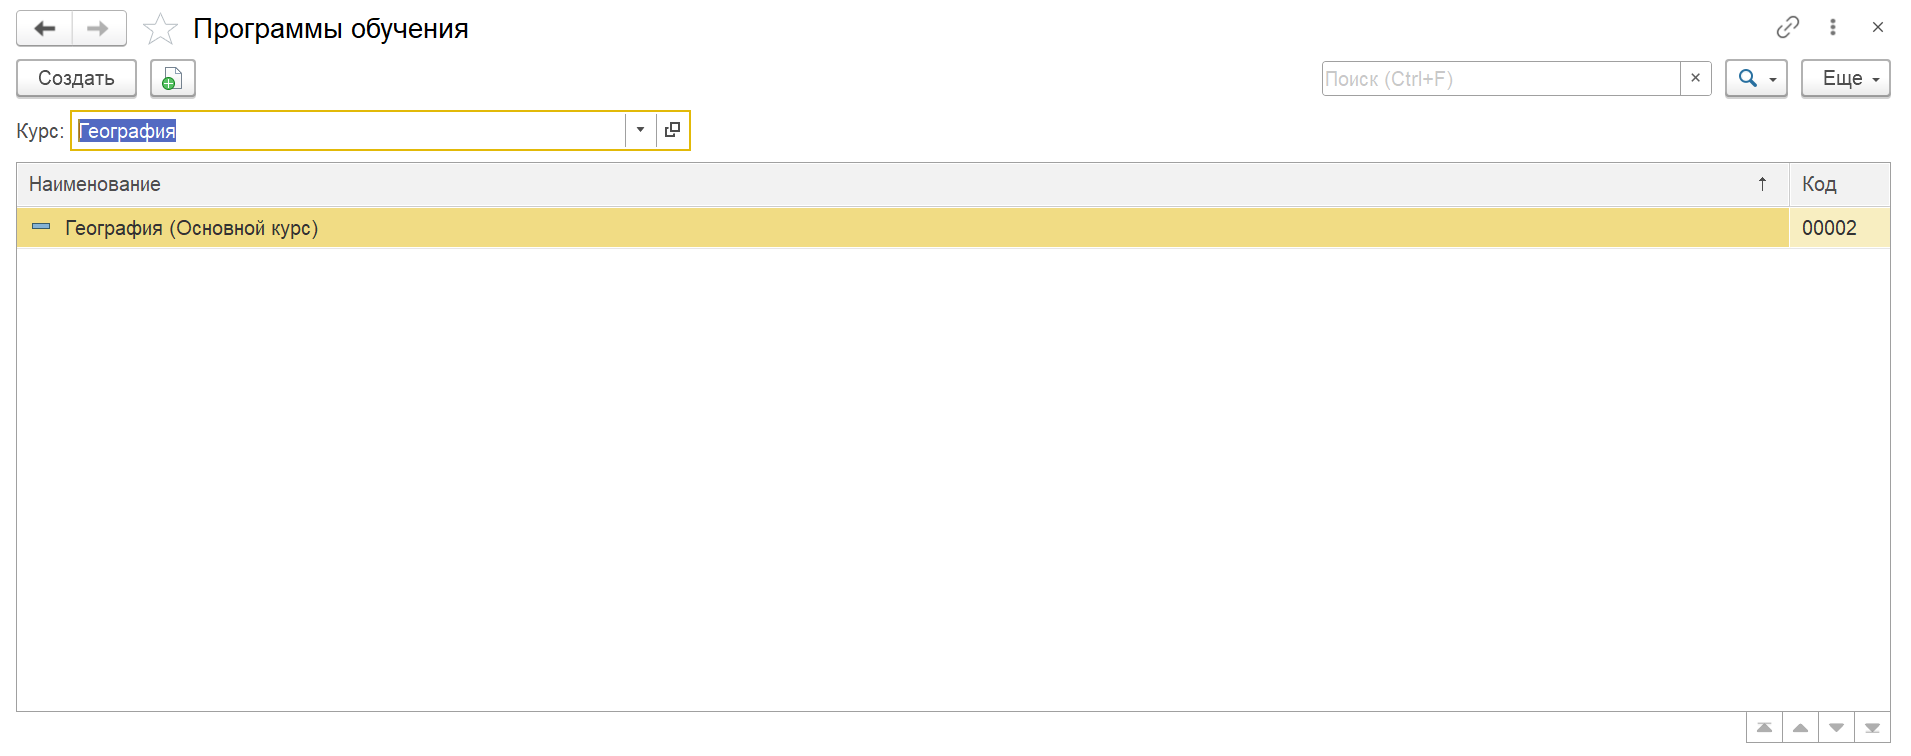 Программы обучения
Создать
Поиск (Ctrl+F)
Еще
Курс: География
Наименование
Код
География (Основной курс)
00002